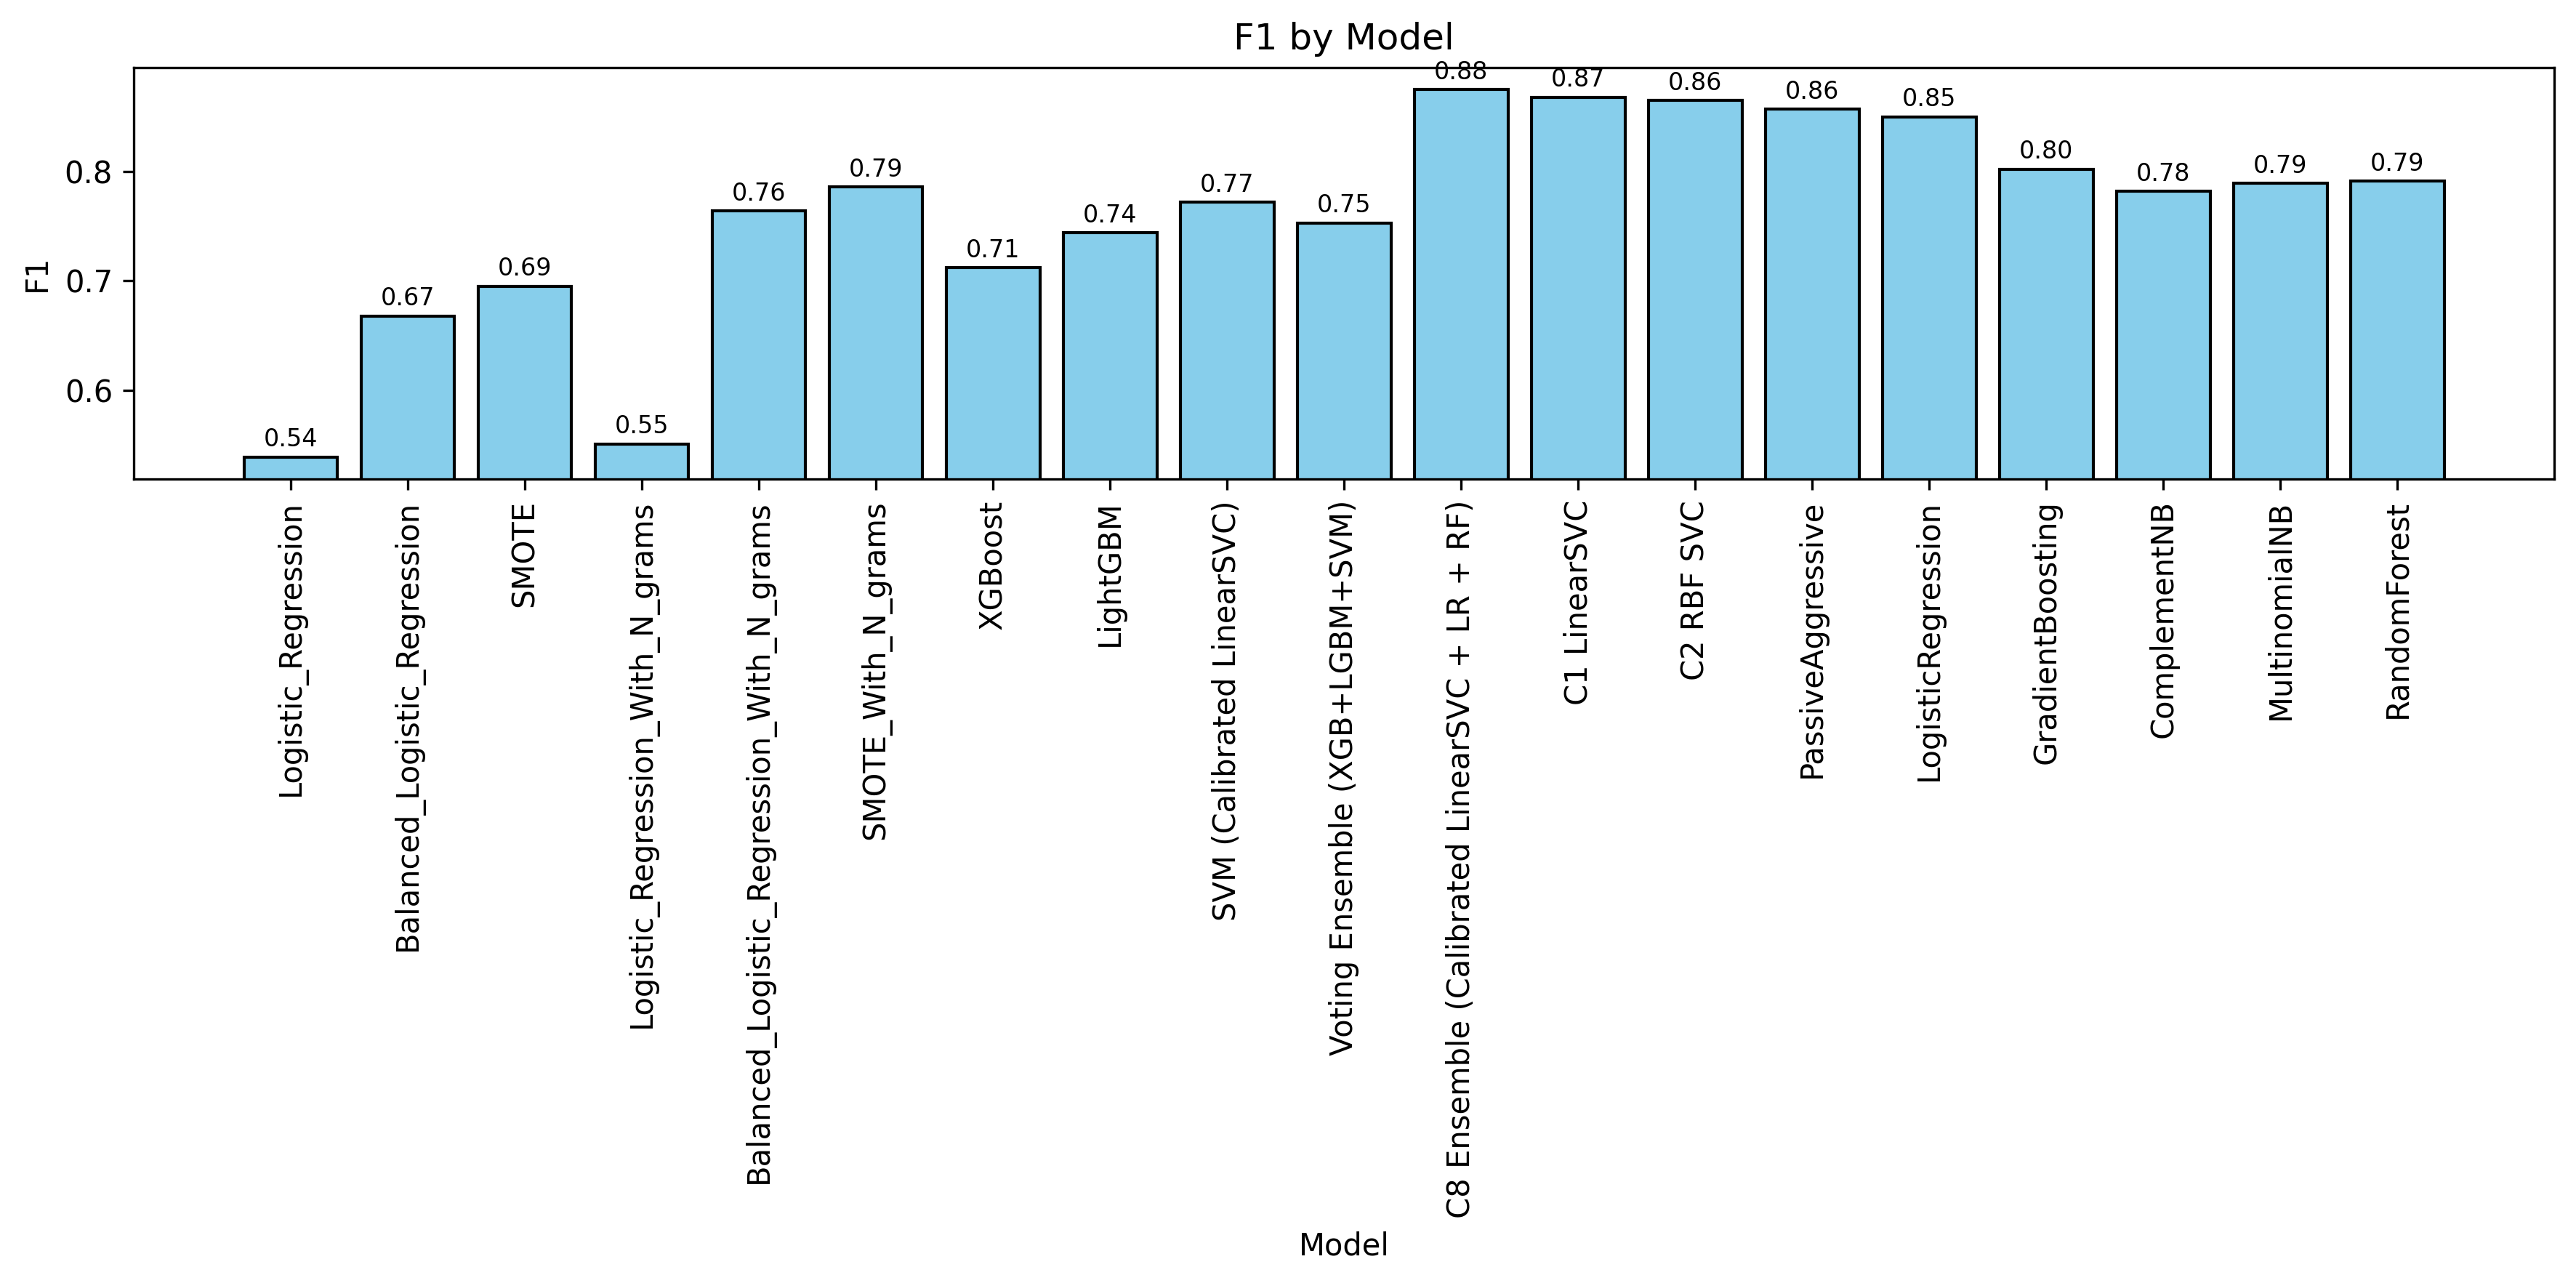 F1 by Model
F1
0.8
0.7
0.6
0.54
0.67
0.69
0.55
0.76
0.79
0.71
0.74
0.77
0.75
0.88
0.87
0.86
0.86
0.85
0.80
0.78
0.79
0.79
Logistic_Regression
Balanced_Logistic_Regression
SMOTE
Logistic_Regression_With_N_grams
Balanced_Logistic_Regression_With_N_grams
SMOTE_With_N_grams
XGBoost
LightGBM
SVM (Calibrated LinearSVC)
Voting Ensemble (XGB+LGBM+SVM)
C8 Ensemble (Calibrated LinearSVC + LR + RF)
C1 LinearSVC
C2 RBF SVC
PassiveAggressive
LogisticRegression
GradientBoosting
ComplementNB
MultinomialNB
RandomForest
Model